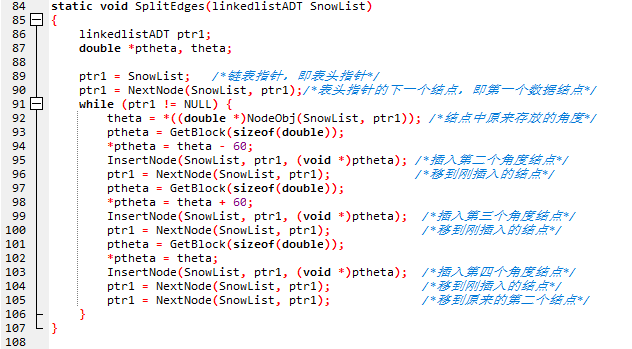 84 static void SplitEdges(linkedlistADT SnowList)
85 {
86 linkedlistADT ptr1;
87 double *ptheta, theta;
88
89 ptr1 = SnowList; /*链表指针，即表头指针*/
90 ptr1 = NextNode(SnowList, ptr1);/*表头指针的下一个结点，即第一个数据结点*/
91 while (ptr1 != NULL) {
92 theta = *((double *)NodeObj(SnowList, ptr1)); /*结点中原来存放的角度*/
93 ptheta = GetBlock(sizeof(double));
94 *ptheta = theta - 60;
95 InsertNode(SnowList, ptr1, (void *)ptheta); /*插入第二个角度结点*/
96 ptr1 = NextNode(SnowList, ptr1); /*移到刚插入的结点*/
97 ptheta = GetBlock(sizeof(double));
98 *ptheta = theta + 60;
99 InsertNode(SnowList, ptr1, (void *)ptheta); /*插入第三个角度结点*/
100 ptr1 = NextNode(SnowList, ptr1); /*移到刚插入的结点*/
101 ptheta = GetBlock(sizeof(double));
102 *ptheta = theta;
103 InsertNode(SnowList, ptr1, (void *)ptheta); /*插入第四个角度结点*/
104 ptr1 = NextNode(SnowList, ptr1); /*移到刚插入的结点*/
105 ptr1 = NextNode(SnowList, ptr1); /*移到原来的第二个结点*/
106 }
107 }
108